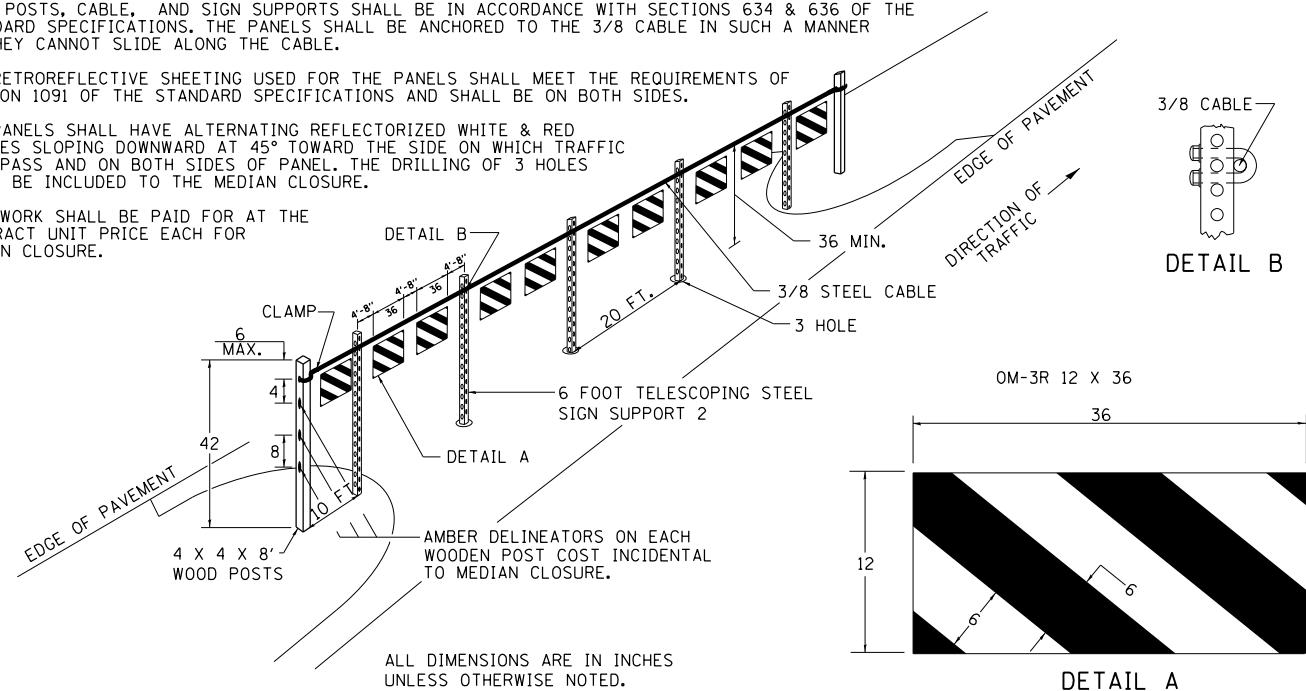 POSTS, CABLE, AND SIGN SUPPORTS SHALL BE IN ACCORDANCE WITH SECTIONS 634 & 636 OF THE
ARD SPECIFICATIONS. THE PANELS SHALL BE ANCHORED TO THE 3/8 CABLE IN SUCH A MANNER
HEY CANNOT SLIDE ALONG THE CABLE.
RETROREFLECTIVE SHEETING USED FOR THE PANELS SHALL MEET THE REQUIREMENTS OF
ON 1091 OF THE STANDARD SPECIFICATIONS AND SHALL BE ON BOTH SIDES.
PANELS SHALL HAVE ALTERNATING REFLECTORIZED WHITE & RED
ES SLOPING DOWNWARD AT 45° TOWARD THE SIDE ON WHICH TRAFFIC
PASS AND ON BOTH SIDES OF PANEL. THE DRILLING OF 3 HOLES
BE INCLUDED TO THE MEDIAN CLOSURE.
WORK SHALL BE PAID FOR AT THE
RACT UNIT PRICE EACH FOR
N CLOSURE.
3/8 CABLE
DETAIL B
EDGE OF PAVEMENT
DIRECTION OF
TRAFFIC
DETAIL B
36 MIN.
3/8 STEEL CABLE
3 HOLE
20 FT.
4'-8"
36
4'-8"
36
4'-8"
CLAMP
6
MAX.
4
42
8
10 FT.
6 FOOT TELESCOPING STEEL
SIGN SUPPORT 2
DETAIL A
EDGE OF PAVEMENT
4 X 4 X 8'
WOOD POSTS
AMBER DELINEATORS ON EACH
WOODEN POST COST INCIDENTAL
TO MEDIAN CLOSURE.
ALL DIMENSIONS ARE IN INCHES
UNLESS OTHERWISE NOTED.
OM-3R 12 X 36
36
12
6
6
DETAIL A